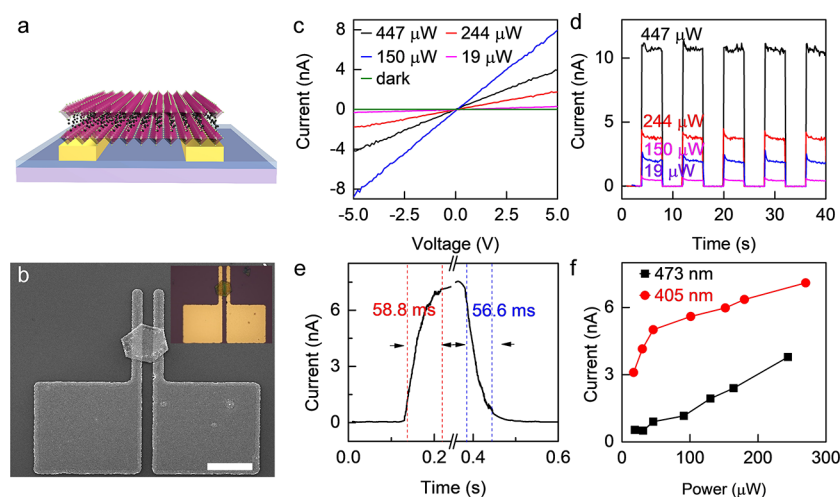 a
b
c
447 μW 244 μW
150 μW 19 μW
dark
Current (nA)
8
4
0
-4
-8
-5.0 -2.5 0.0 2.5 5.0
Voltage (V)
d
447 μW
244 μW
150 μW
19 μW
Current (nA)
10
5
0
0 10 20 30 40
Time (s)
e
58.8 ms 56.6 ms
Current (nA)
7
4
0
0.0 0.2 0.4 0.6
Time (s)
f
473 nm
405 nm
Current (nA)
6
3
0
0 100 200 300
Power (μW)